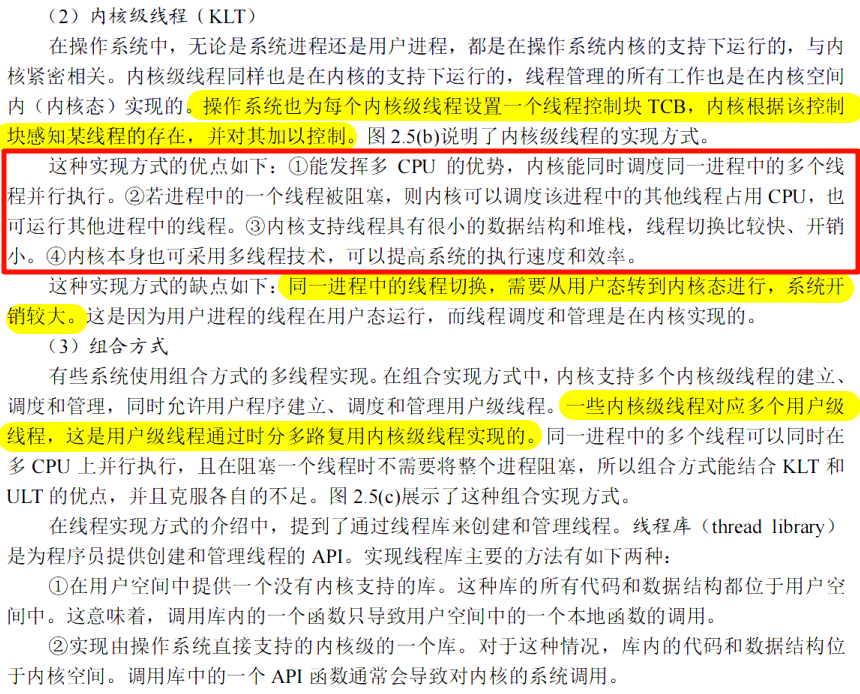 （2）内核级线程（KLT）
在操作系统中，无论是系统进程还是用户进程，都是在操作系统内核的支持下运行的，与内
核紧密相关。内核级线程同样也是在内核的支持下运行的，线程管理的所有工作也是在内核空间
内（内核态）实现的。操作系统也为每个内核级线程设置一个线程控制块 TCB，内核根据该控制
块感知某线程的存在，并对其加以控制。图 2.5(b)说明了内核级线程的实现方式。
这种实现方式的优点如下：①能发挥多 CPU 的优势，内核能同时调度同一进程中的多个线
程并行执行。②若进程中的一个线程被阻塞，则内核可以调度该进程中的其他线程占用 CPU，也
可运行其他进程中的线程。③内核支持线程具有很小的数据结构和堆栈，线程切换比较快、开销
小。④内核本身也可采用多线程技术，可以提高系统的执行速度和效率。
这种实现方式的缺点如下：同一进程中的线程切换，需要从用户态转到核心态进行，系统开
销较大。这是因为用户进程的线程在用户态运行，而线程调度和管理是在内核实现的。
（3）组合方式
有些系统使用组合方式的多线程实现。在组合实现方式中，内核支持多个内核级线程的建立、
调度和管理，同时允许用户程序建立、调度和管理用户级线程。一些内核级线程对应多个用户级
线程，这是用户级线程通过时分多路复用内核级线程实现的。同一进程中的多个线程可以同时在
多 CPU 上并行执行，且在阻塞一个线程时不需要将整个进程阻塞，所以组合方式能结合 KLT 和
ULT 的优点，并且克服各自的不足。图 2.5(c)展示了这种组合实现方式。
在线程实现方式的介绍中，提到了通过线程库来创建和管理线程。线程库（thread library）
是为程序员提供创建和管理线程的 API。实现线程库主要的方法有如下两种：
①在用户空间中提供一个没有内核支持的库。这种库的所有代码和数据结构都位于用户空
间中。这意味着，调用库内的一个函数只导致用户空间中的一个本地函数的调用。
②实现由操作系统直接支持的内核级的一个库。对于这种情况，库内的代码和数据结构位
于内核空间。调用库中的一个 API 函数通常会导致对内核的系统调用。